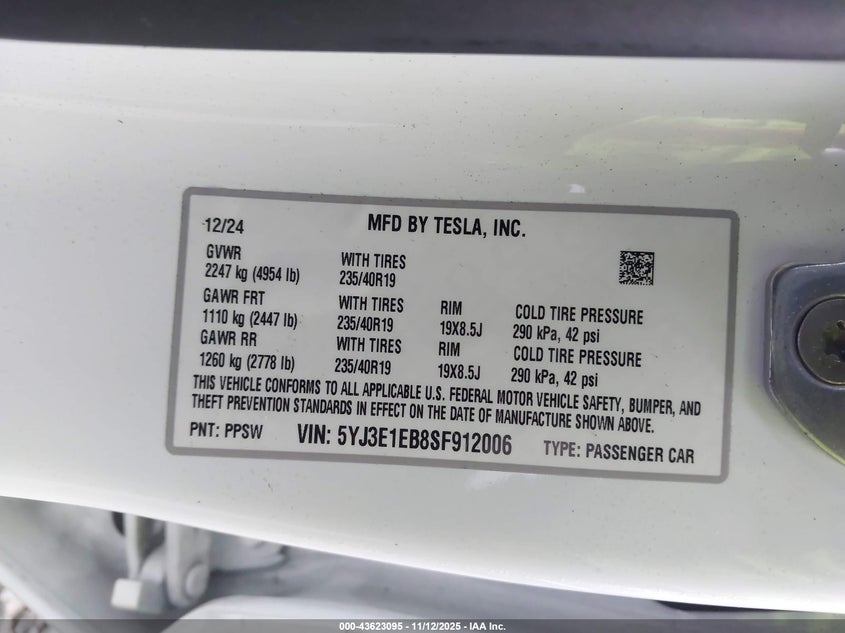 12/24 MFD BY TESLA, INC.
GVWR WITH TIRES
2247 kg (4954 lb) 235/40R19
GAWR FRT WITH TIRES RIM COLD TIRE PRESSURE
1110 kg (2447 lb) 235/40R19 19X8.5J 290 kPa, 42 psi
GAWR RR WITH TIRES RIM COLD TIRE PRESSURE
1260 kg (2778 lb) 235/40R19 19X8.5J 290 kPa, 42 psi
THIS VEHICLE CONFORMS TO ALL APPLICABLE U.S. FEDERAL MOTOR VEHICLE SAFETY, BUMPER, AND
THEFT PREVENTION STANDARDS IN EFFECT ON THE DATE OF MANUFACTURE SHOWN ABOVE.
PNT: PPSW VIN: 5YJ3E1EB8SF912006 TYPE: PASSENGER CAR
000-43623095 - 11/12/2025 - IAA Inc.